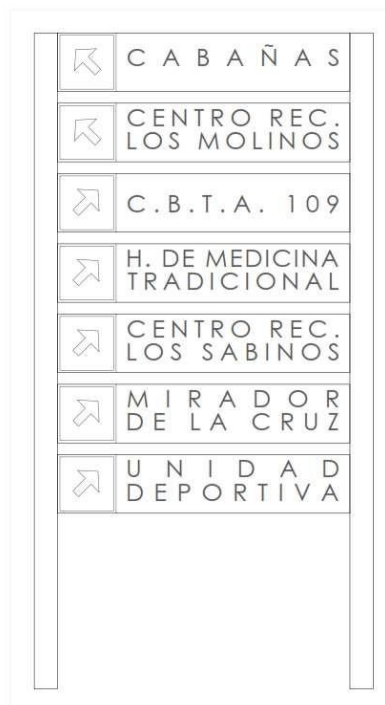 CABAÑAS
CENTRO REC.
LOS MOLINOS
C.B.T.A. 109
H. DE MEDICINA
TRADICIONAL
CENTRO REC.
LOS SABINOS
MIRADOR
DE LA CRUZ
UNIDAD
DEPORTIVA